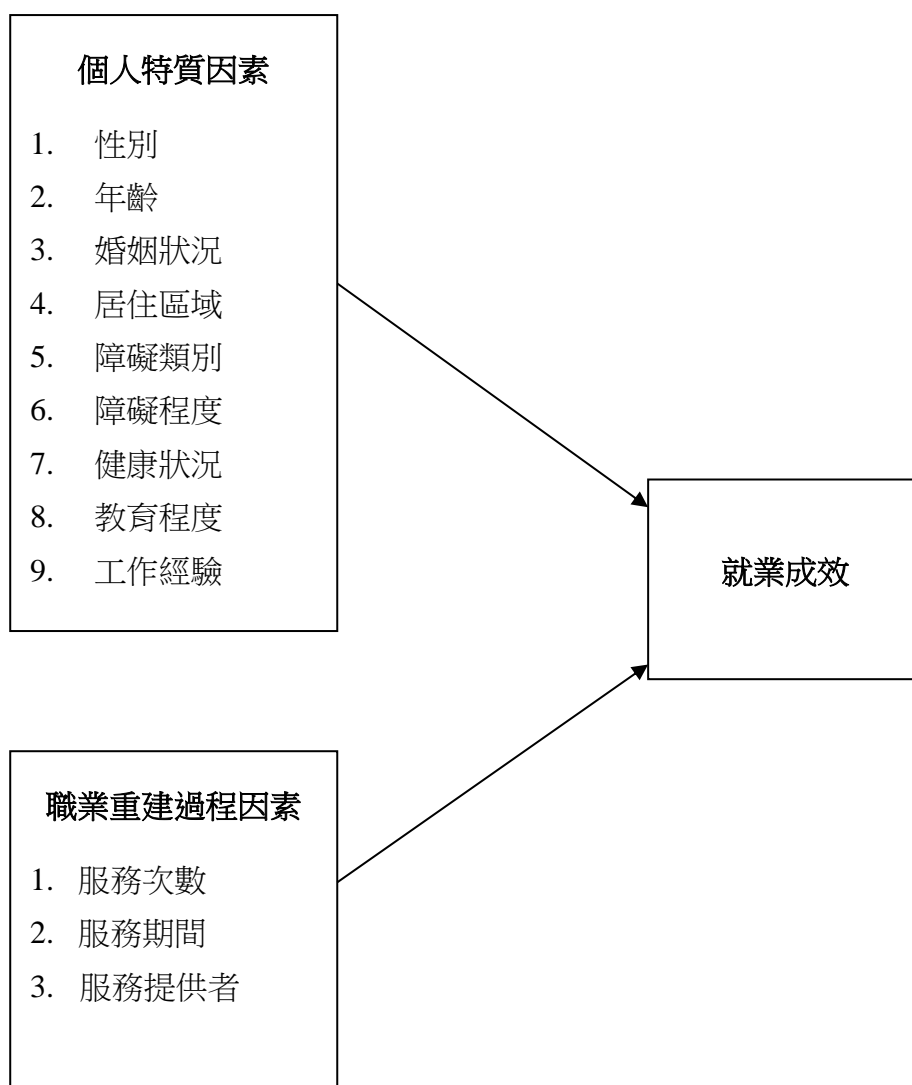 個人特質因素
1. 性別
2. 年齡
3. 婚姻狀況
4. 居住區域
5. 障礙類別
6. 障礙程度
7. 健康狀況
8. 教育程度
9. 工作經驗
就業成效
職業重建過程因素
1. 服務次數
2. 服務期間
3. 服務提供者